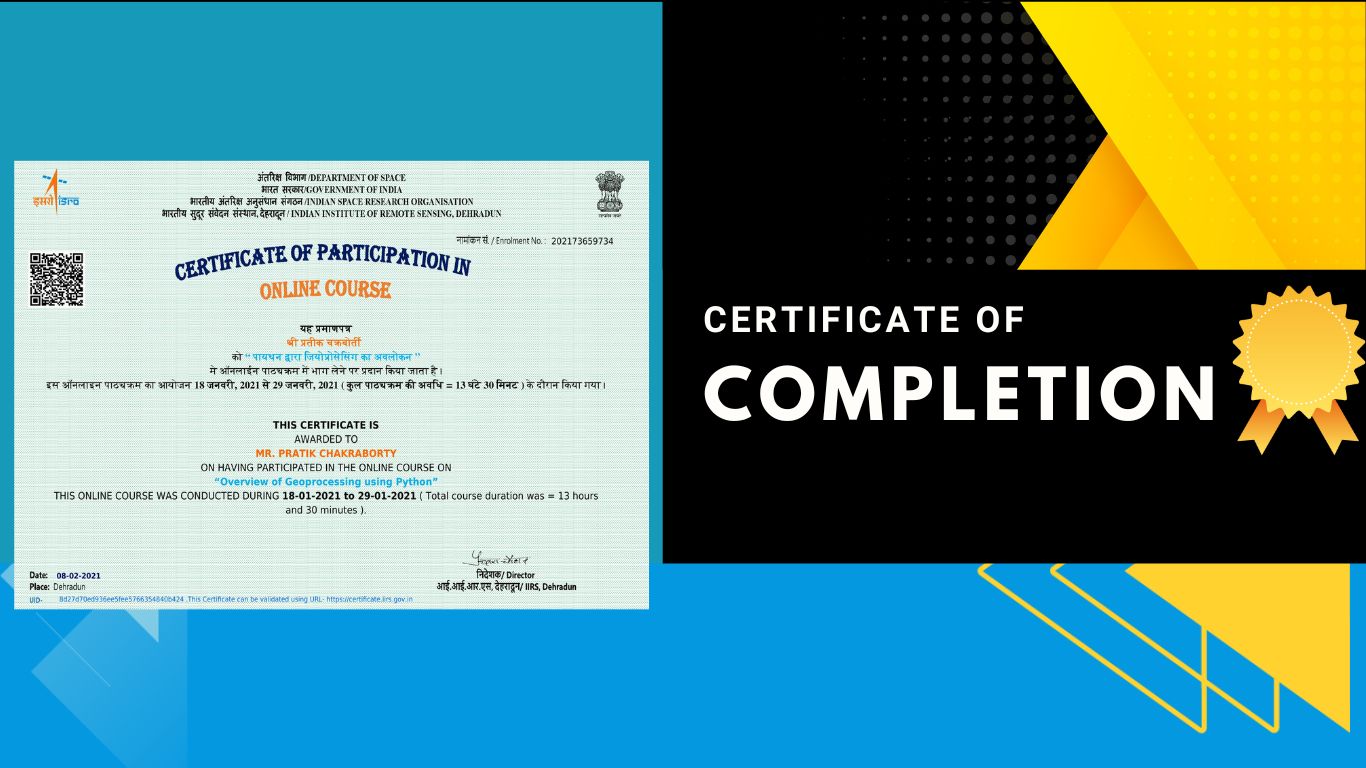 इसरो isro
अंतरिक्ष विभाग /DEPARTMENT OF SPACE
भारत सरकार/GOVERNMENT OF INDIA
भारतीय अंतरिक्ष अनुसंधान संगठन /INDIAN SPACE RESEARCH ORGANISATION
भारतीय सुदूर संवेदन संस्थान, देहरादून / INDIAN INSTITUTE OF REMOTE SENSING, DEHRADUN
नामांकन सं. / Enrolment No.: 202173659734
CERTIFICATE OF PARTICIPATION IN
ONLINE COURSE
यह प्रमाणपत्र
श्री प्रतीक चक्रबोर्ती
को “ पायथन द्वारा जियोप्रोसेसिंग का अवलोकन ”
मे ऑनलाईन पाठ्यक्रम में भाग लेने पर प्रदान किया जाता है।
इस ऑनलाइन पाठ्यक्रम का आयोजन 18 जनवरी, 2021 से 29 जनवरी, 2021 ( कुल पाठ्यक्रम की अवधि = 13 घंटे 30 मिनट ) के दौरान किया गया।
THIS CERTIFICATE IS
AWARDED TO
MR. PRATIK CHAKRABORTY
ON HAVING PARTICIPATED IN THE ONLINE COURSE ON
“Overview of Geoprocessing using Python”
THIS ONLINE COURSE WAS CONDUCTED DURING 18-01-2021 to 29-01-2021 ( Total course duration was = 13 hours
and 30 minutes ).
निदेशक/ Director
आई.आई.आर.एस, देहरादून/ IIRS, Dehradun
Date: 08-02-2021
Place: Dehradun
UID- 8d27d70ed936ee5fee5766354840b424 .This Certificate can be validated using URL- https://certificate.iirs.gov.in
CERTIFICATE OF
COMPLETION